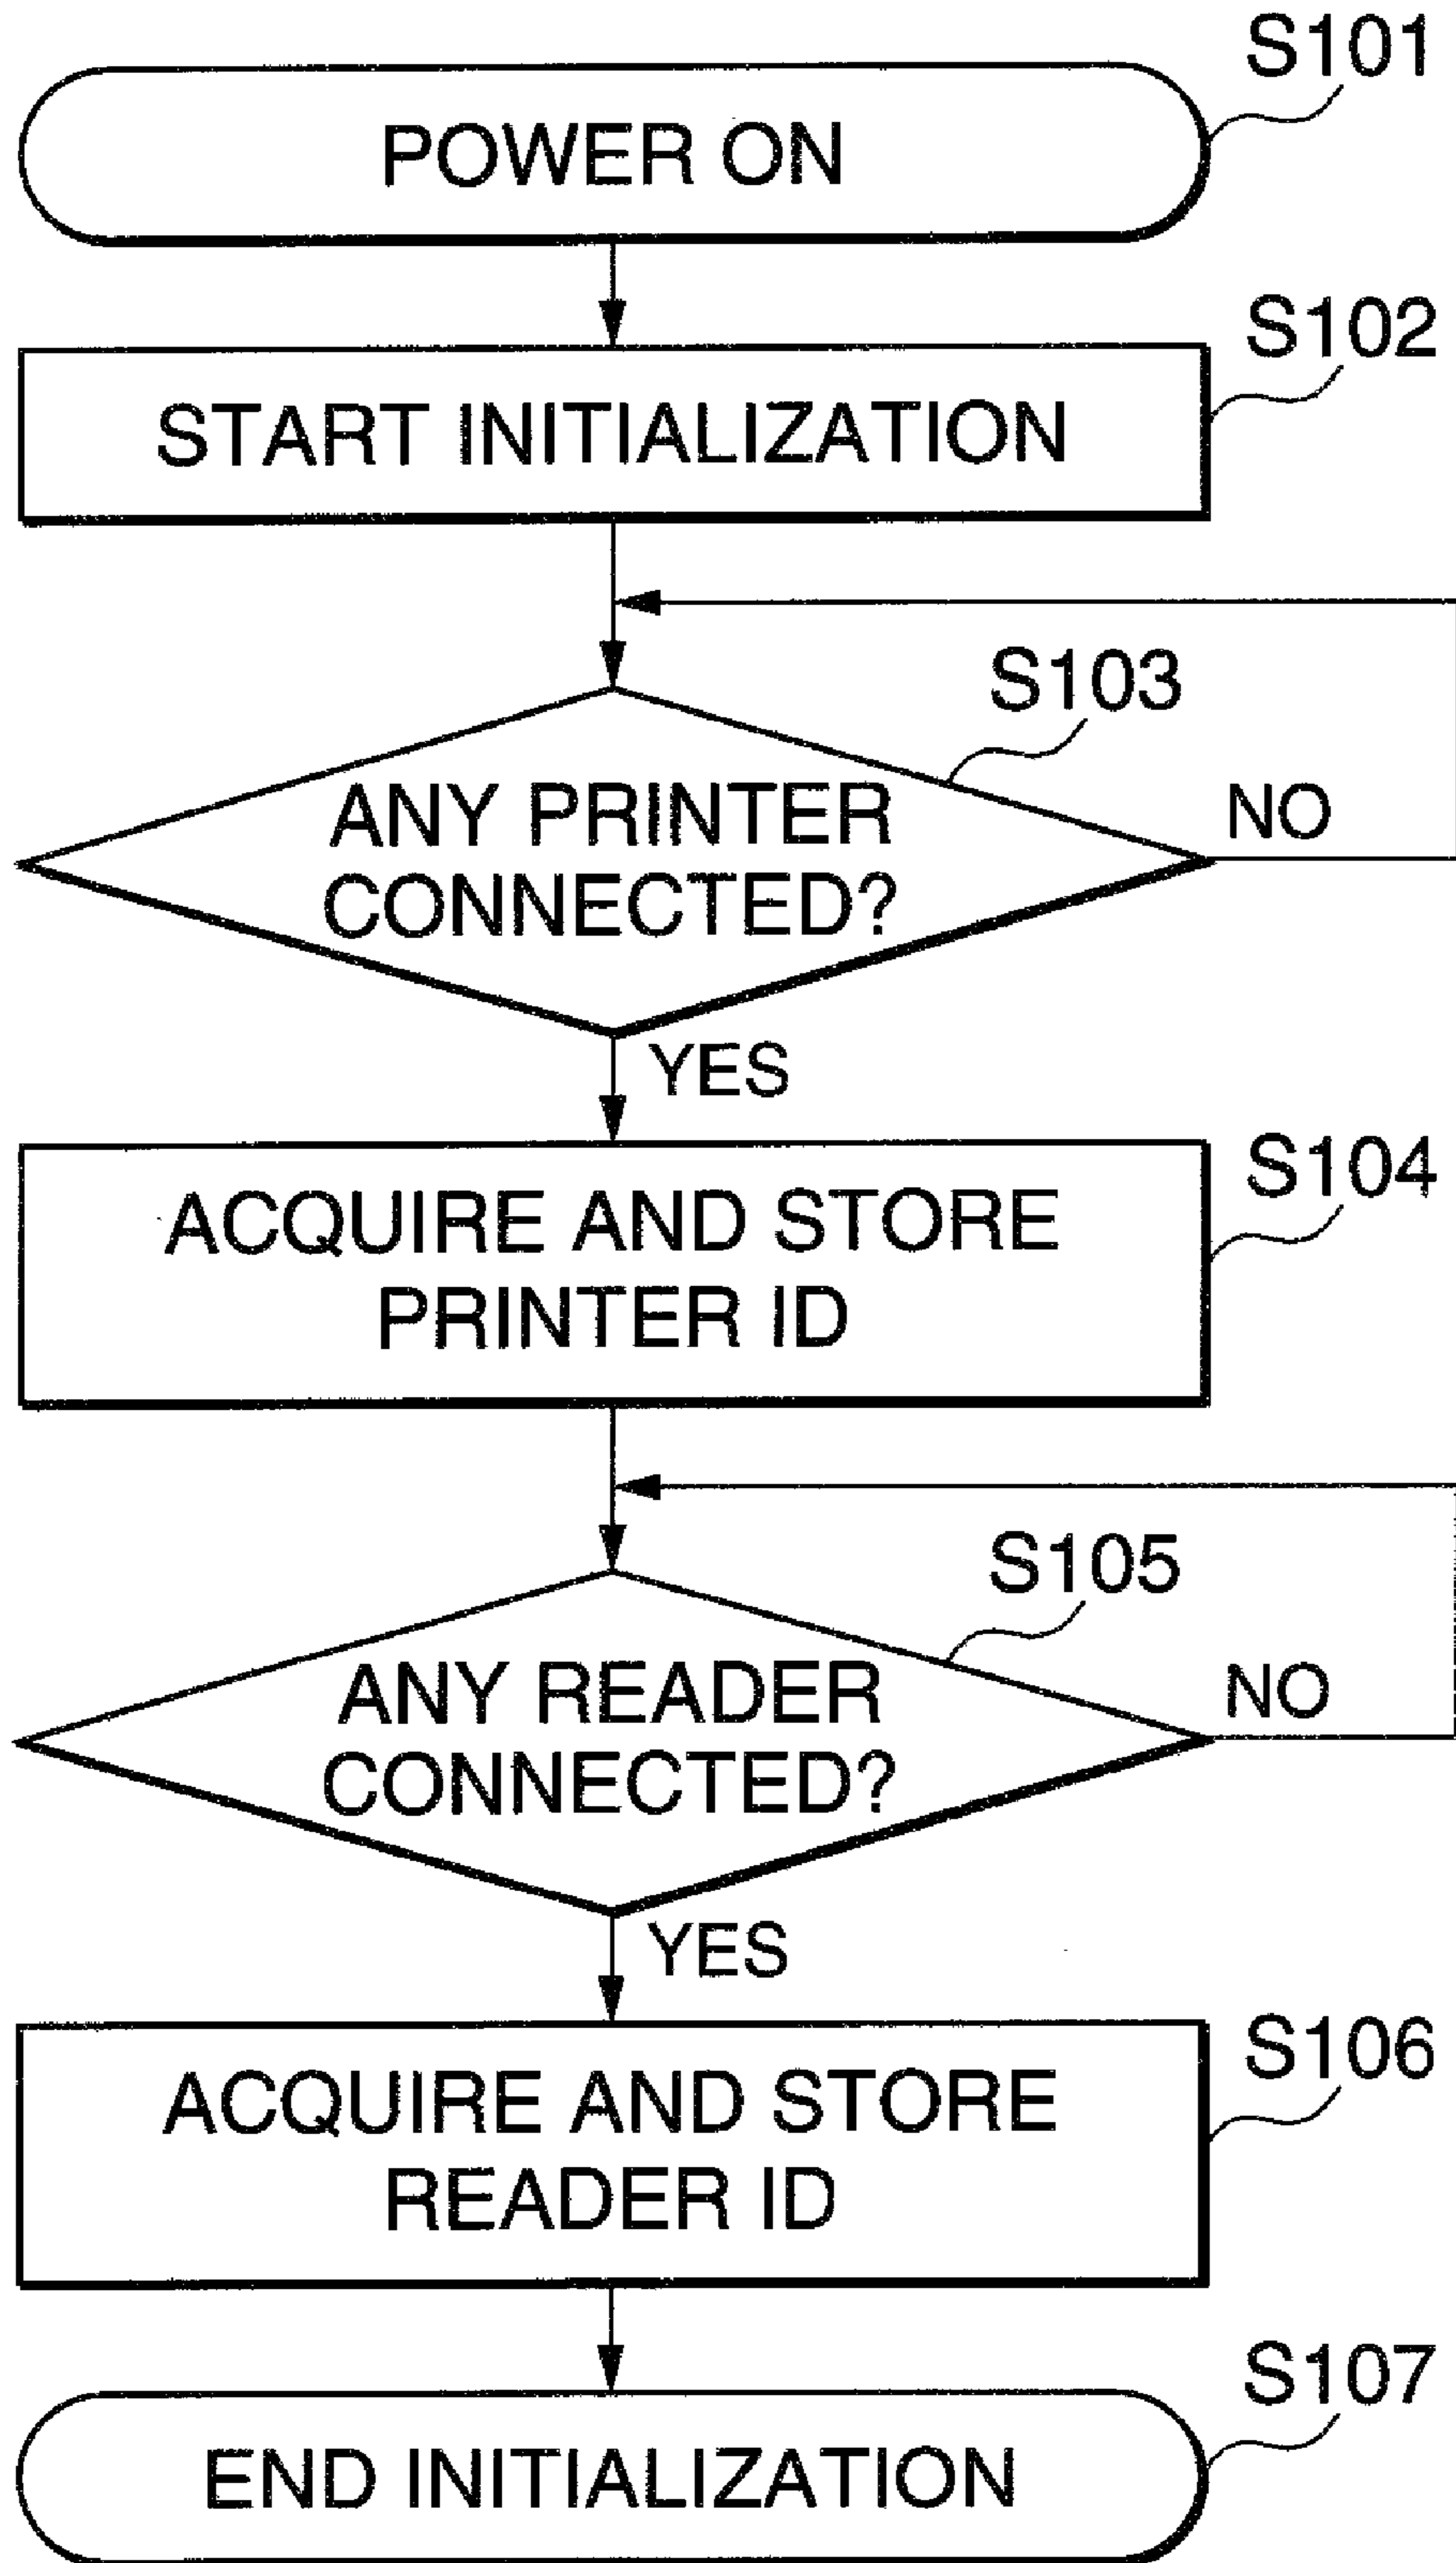 S101
POWER ON
S102
START INITIALIZATION
S103
ANY PRINTER
CONNECTED?
NO
YES
S104
ACQUIRE AND STORE
PRINTER ID
S105
ANY READER
CONNECTED?
NO
YES
S106
ACQUIRE AND STORE
READER ID
S107
END INITIALIZATION